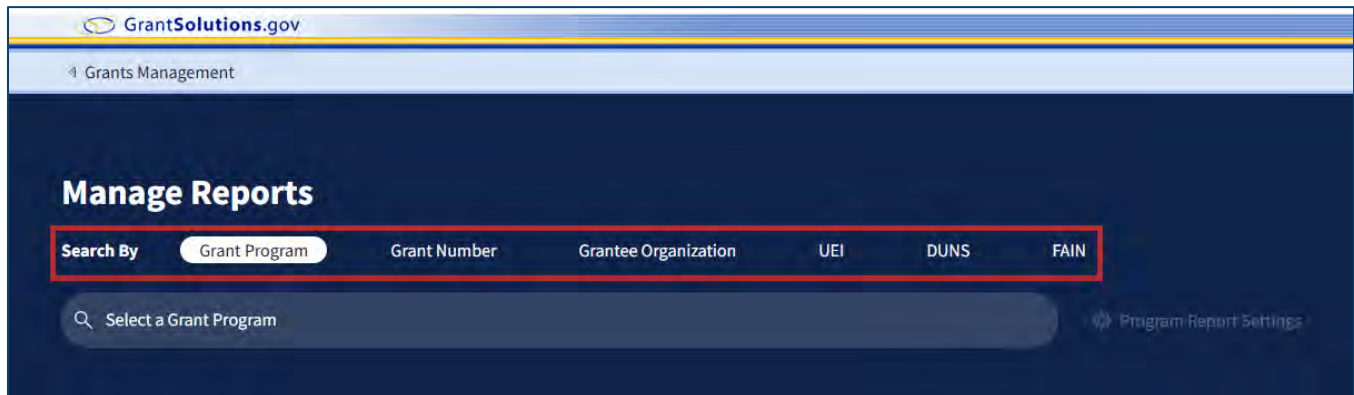 GrantSolutions.gov
Grants Management
Manage Reports
Search By Grant Program Grant Number Grantee Organization UEI DUNS FAIN
Select a Grant Program Program Report Settings